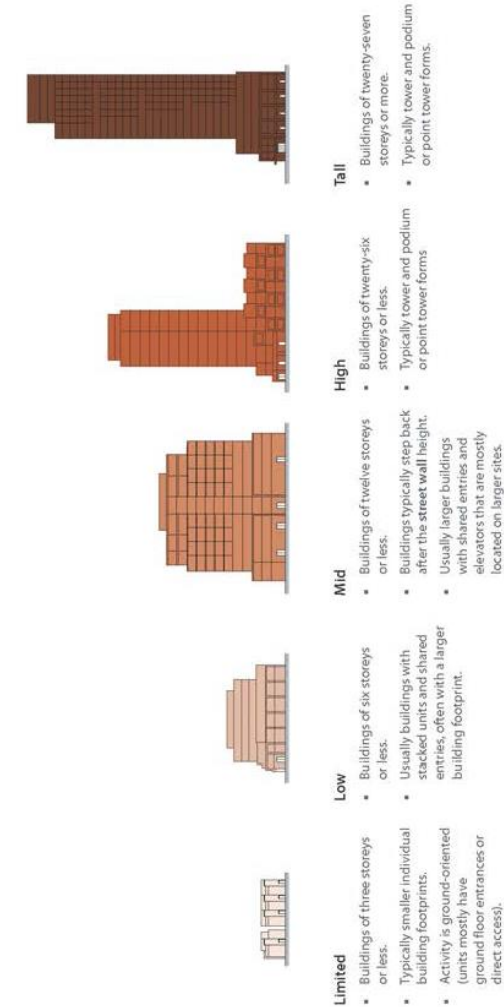 Limited
• Buildings of three storeys
or less.
Typically smaller individual
building footprints.
• Activity is ground-oriented
(units mostly have
ground floor entrances or
direct access).
Low
• Buildings of six storeys
or less.
• Usually buildings with
stacked units and shared
entries, often with a larger
building footprint.
Mid
• Buildings of twelve storeys
or less.
• Buildings typically step back
after the street wall height.
• Usually larger buildings
with shared entries and
elevators that are mostly
located on larger sites.
High
• Buildings of twenty-six
storeys or less.
• Typically tower and podium
or point tower forms
Tall
• Buildings of twenty-seven
storeys or more.
• Typically tower and podium
or point tower forms.